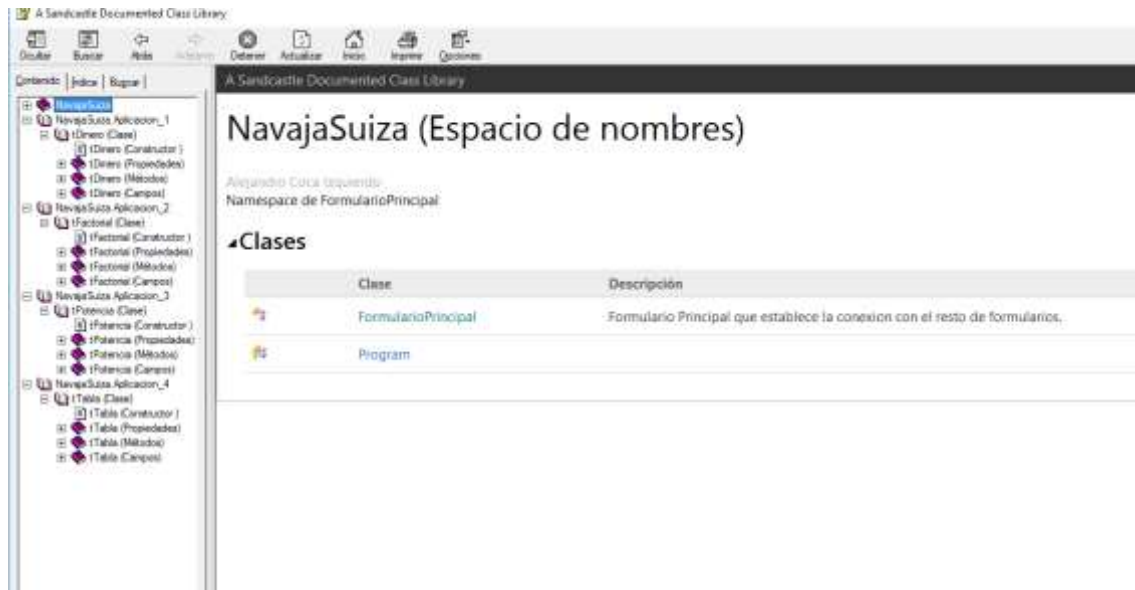 A Sandcastle Documented Class Library
Ocultar Buscar Atrás Detener Actualizar Inicio Imprimir Opciones
Contenido Índice Buscar
A Sandcastle Documented Class Library
NavajaSuiza
NavajaSuiza.Aplicacion_1
tDinero (Clase)
tDinero (Constructor )
tDinero (Propiedades)
tDinero (Métodos)
tDinero (Campos)
NavajaSuiza.Aplicacion_2
tFactorial (Clase)
tFactorial (Constructor )
tFactorial (Propiedades)
tFactorial (Métodos)
tFactorial (Campos)
NavajaSuiza.Aplicacion_3
tPotencia (Clase)
tPotencia (Constructor )
tPotencia (Propiedades)
tPotencia (Métodos)
tPotencia (Campos)
NavajaSuiza.Aplicacion_4
tTabla (Clase)
tTabla (Constructor )
tTabla (Propiedades)
tTabla (Métodos)
tTabla (Campos)
NavajaSuiza (Espacio de nombres)
Alejandro Coca Izquierdo
Namespace de FormularioPrincipal
Clases
Clase Descripción
FormularioPrincipal Formulario Principal que establece la conexion con el resto de formularios.
Program